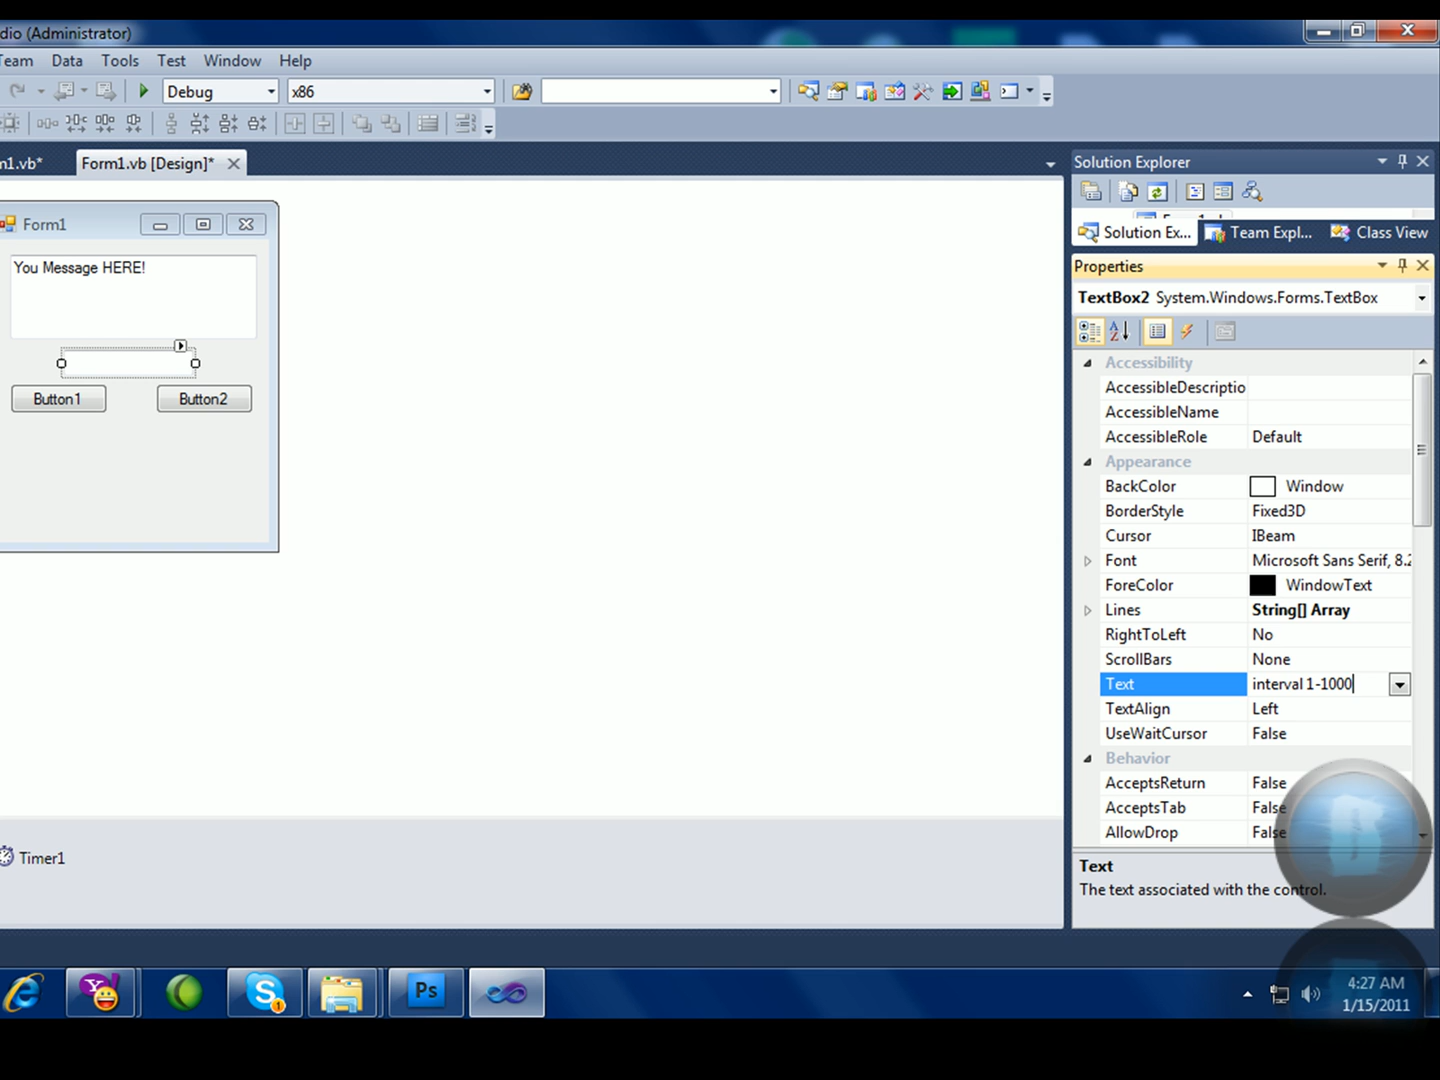 dio (Administrator)
Team Data Tools Test Window Help
Debug x86
m1.vb* Form1.vb [Design]*
Solution Explorer
Solution Ex... Team Expl... Class View
Form1
You Message HERE!
Button1 Button2
Timer1
Properties
TextBox2 System.Windows.Forms.TextBox
Accessibility
AccessibleDescriptio
AccessibleName
AccessibleRole Default
Appearance
BackColor Window
BorderStyle Fixed3D
Cursor IBeam
Font Microsoft Sans Serif, 8.2
ForeColor WindowText
Lines String[] Array
RightToLeft No
ScrollBars None
Text interval 1-1000
TextAlign Left
UseWaitCursor False
Behavior
AcceptsReturn False
AcceptsTab False
AllowDrop False
Text
The text associated with the control.
Ps
4:27 AM
1/15/2011